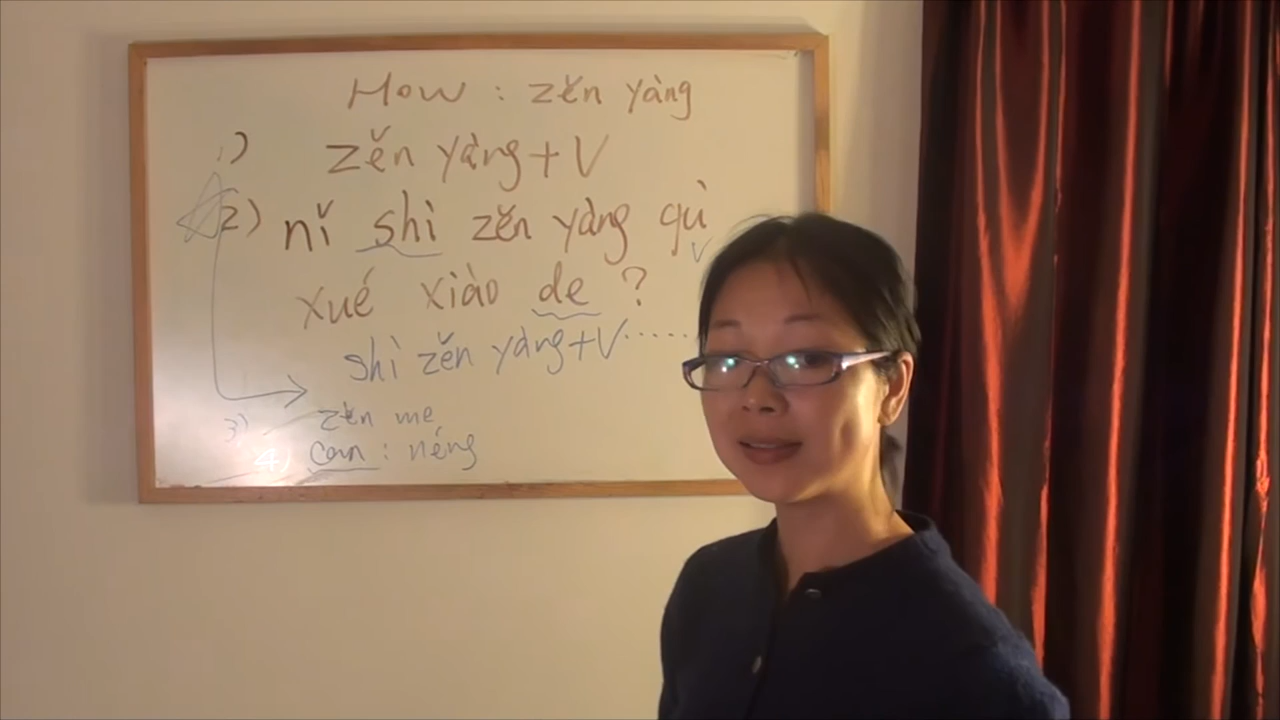 How : zěn yàng
1) zěn yàng + V
2) nǐ shì zěn yàng qù
V
xué xiào de ?
shì zěn yàng + V ......
3) zěn me
4) can : néng